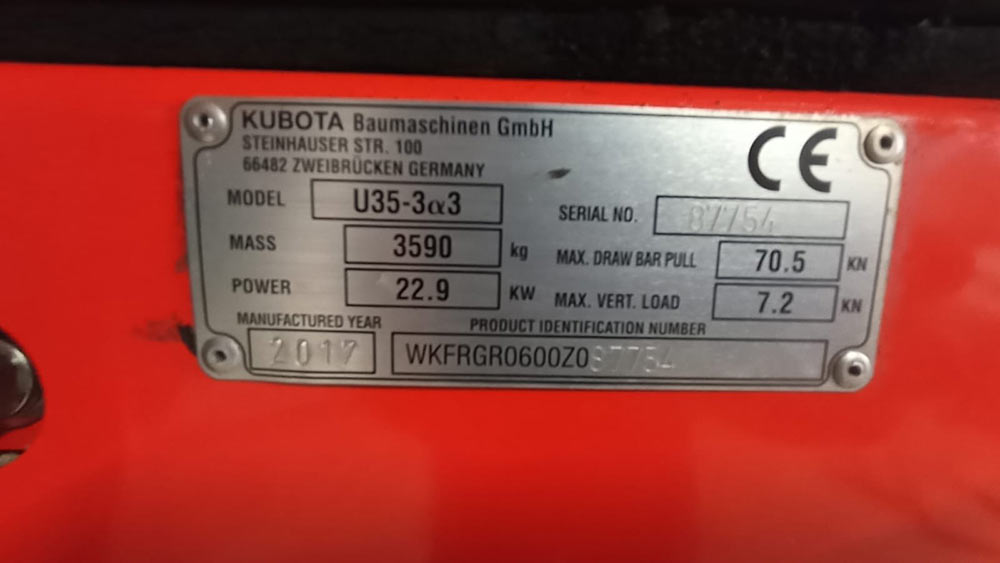 KUBOTA Baumaschinen GmbH
STEINHAUSER STR. 100
66482 ZWEIBRÜCKEN GERMANY
CE
MODEL U35-3α3
SERIAL NO. 87754
MASS 3590 kg
MAX. DRAW BAR PULL 70.5 KN
POWER 22.9 KW
MAX. VERT. LOAD 7.2 KN
MANUFACTURED YEAR
2017
PRODUCT IDENTIFICATION NUMBER
WKFRGR0600Z087754